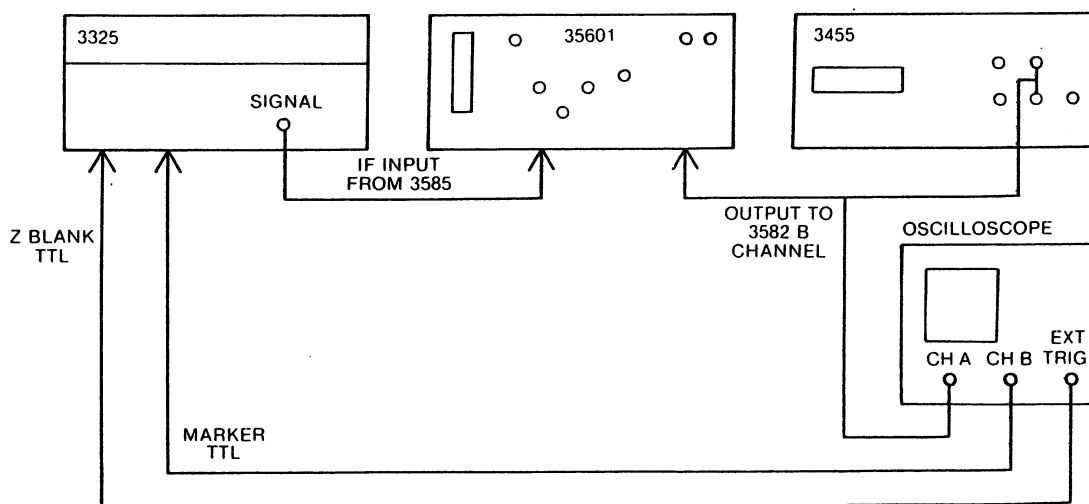 3325
35601
3455
SIGNAL
IF INPUT
FROM 3585
OUTPUT TO
3582 B
CHANNEL
Z BLANK
TTL
OSCILLOSCOPE
CH A
CH B
EXT
TRIG
MARKER
TTL